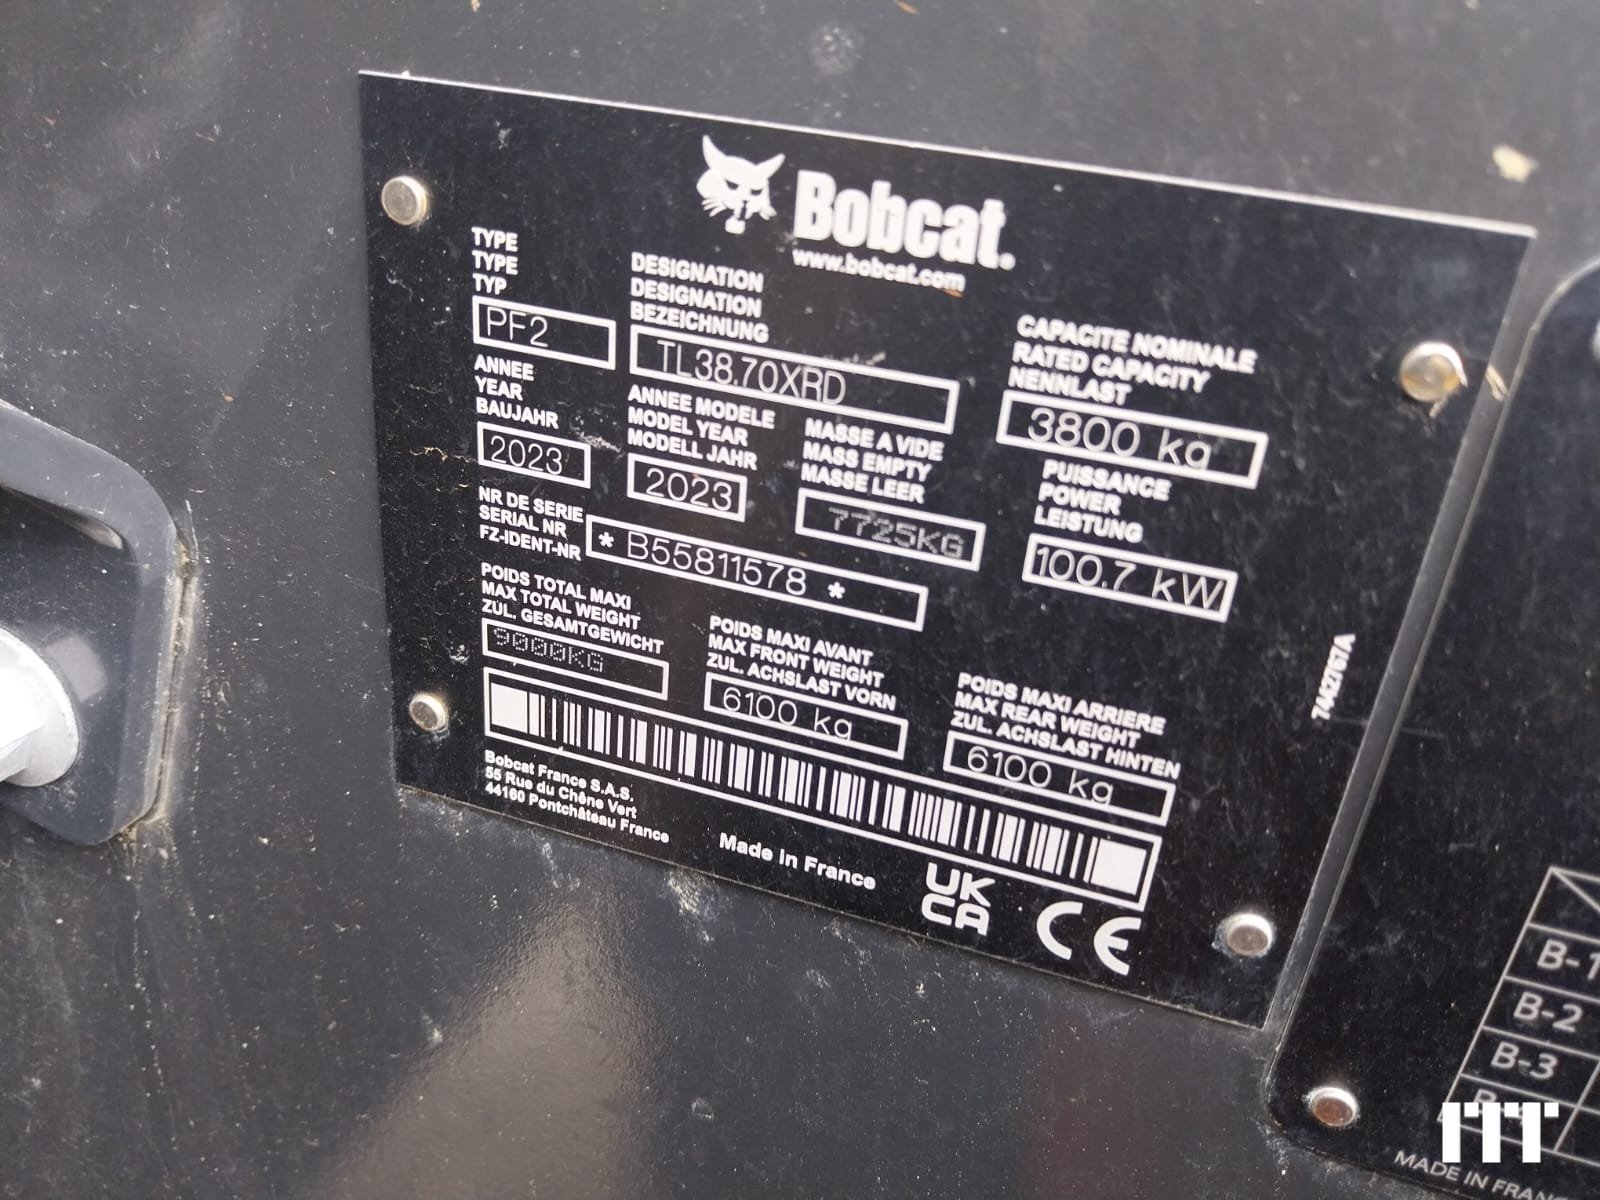 Bobcat.
www.bobcat.com
TYPE
TYPE
TYP
PF2
DESIGNATION
DESIGNATION
BEZEICHNUNG
TL38.70XRD
CAPACITE NOMINALE
RATED CAPACITY
NENNLAST
3800 kg
ANNEE
YEAR
BAUJAHR
2023
ANNEE MODELE
MODEL YEAR
MODELL JAHR
2023
MASSE A VIDE
MASS EMPTY
MASSE LEER
7725KG
PUISSANCE
POWER
LEISTUNG
100.7 kW
NR DE SERIE
SERIAL NR
FZ-IDENT-NR
* B55811578 *
POIDS TOTAL MAXI
MAX TOTAL WEIGHT
ZUL. GESAMTGEWICHT
9000KG
POIDS MAXI AVANT
MAX FRONT WEIGHT
ZUL. ACHSLAST VORN
6100 kg
POIDS MAXI ARRIERE
MAX REAR WEIGHT
ZUL. ACHSLAST HINTEN
6100 kg
Bobcat France S.A.S.
55 Rue du Chêne Vert
44160 Pontchâteau France
Made In France
UK
CA
CE
7442767A
B-1
B-2
B-3
MADE IN FRAN